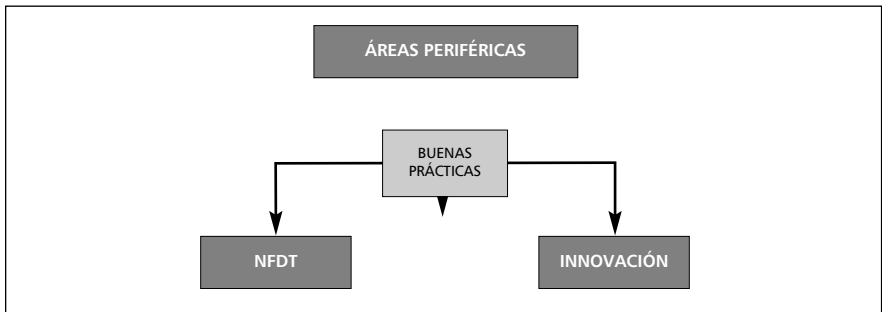 ÁREAS PERIFÉRICAS
BUENAS
PRÁCTICAS
NFDT
INNOVACIÓN